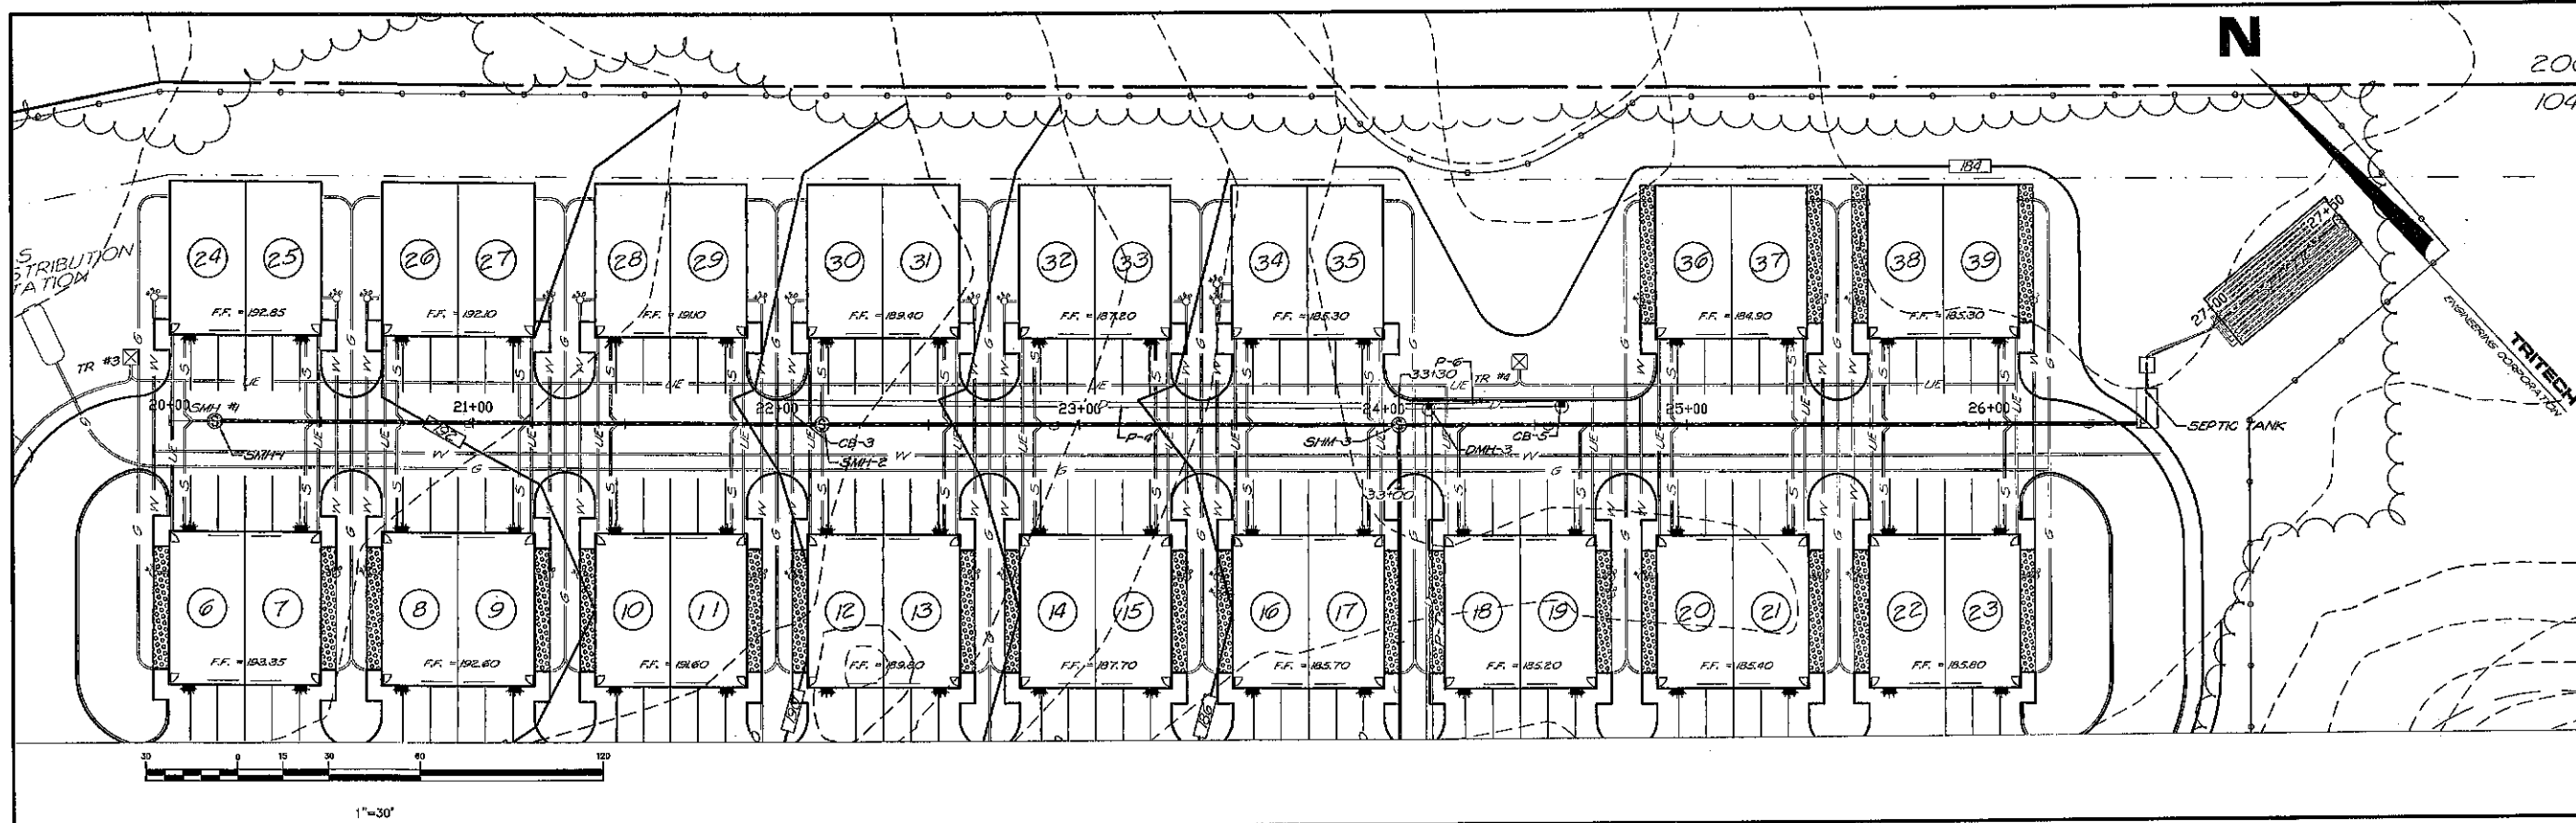 N
184
S
STRIBUTION
TATION
24
25
26
27
28
29
30
31
32
33
34
35
36
37
38
39
27+50
27+00
F.F. = 192.85
F.F. = 192.10
F.F. = 191.10
F.F. = 189.40
F.F. = 187.20
F.F. = 185.30
F.F. = 184.90
F.F. = 185.30
TRITECH
ENGINEERING CORPORATION
TR #3
P-6
33+30
UE TR #4
20+00
SMH #1
21+00
22+00
23+00
24+00
25+00
26+00
192
SMH-1
CB-3
SMH-2
P-4
SHM-3
DMH-3
CB-5
SEPTIC TANK
33+00
6
7
8
9
10
11
12
13
14
15
16
17
18
19
20
21
22
23
P-7
F.F. = 193.35
F.F. = 192.60
F.F. = 191.60
F.F. = 187.70
F.F. = 185.70
F.F. = 185.20
F.F. = 185.40
F.F. = 185.80
190
186
30 0 15 30 60 120
1"=30'